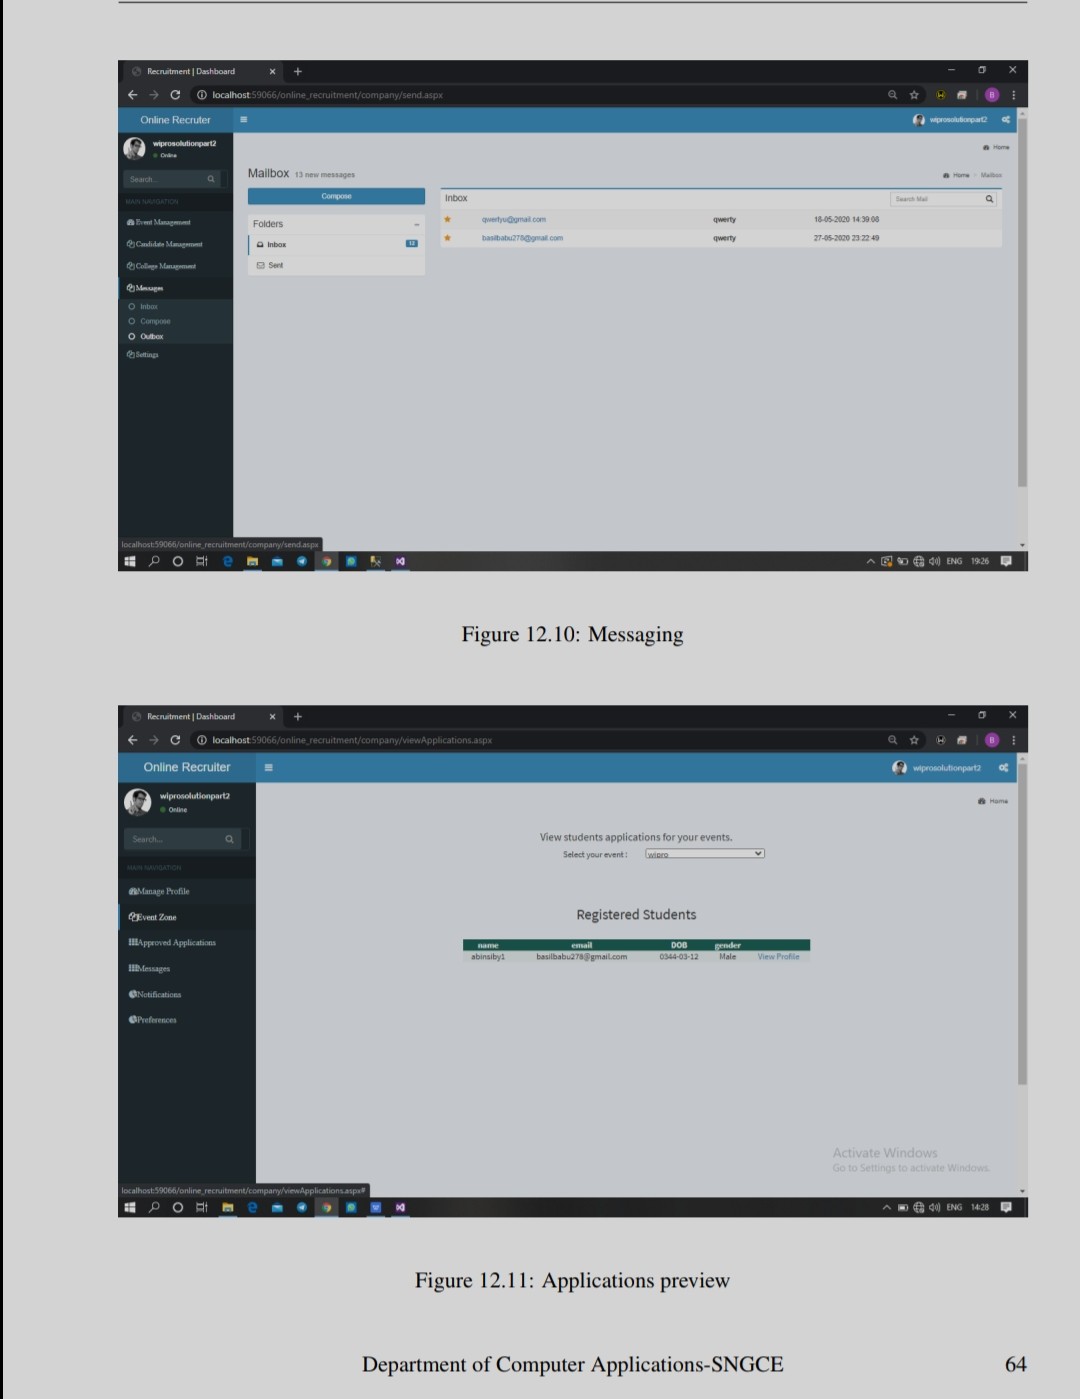 Recruitment | Dashboard
localhost:59066/online_recruitment/company/send.aspx
Online Recruter
wiprosolutionpart2
wiprosolutionpart2
Online
Home
Search...
Mailbox 13 new messages
Home > Mailbox
MAIN NAVIGATION
Compose
Inbox
Search Mail
Event Management
Folders
qwertyu@gmail.com qwerty 18-05-2020 14:39:08
Candidate Management
Inbox
basilbabu278@gmail.com qwerty 27-05-2020 23:22:49
College Management
Sent
Messages
Inbox
Compose
Outbox
Settings
localhost:59066/online_recruitment/company/send.aspx
ENG 19:26
Figure 12.10: Messaging
Recruitment | Dashboard
localhost:59066/online_recruitment/company/viewApplications.aspx
Online Recruiter
wiprosolutionpart2
wiprosolutionpart2
Online
Home
Search...
View students applications for your events.
Select your event : wipro
MAIN NAVIGATION
Manage Profile
Event Zone
Registered Students
Approved Applications
name email DOB gender
abinsiby1 basilbabu278@gmail.com 0344-03-12 Male View Profile
Messages
Notifications
Preferences
Activate Windows
Go to Settings to activate Windows.
localhost:59066/online_recruitment/company/viewApplications.aspx#
ENG 14:28
Figure 12.11: Applications preview
Department of Computer Applications-SNGCE 64